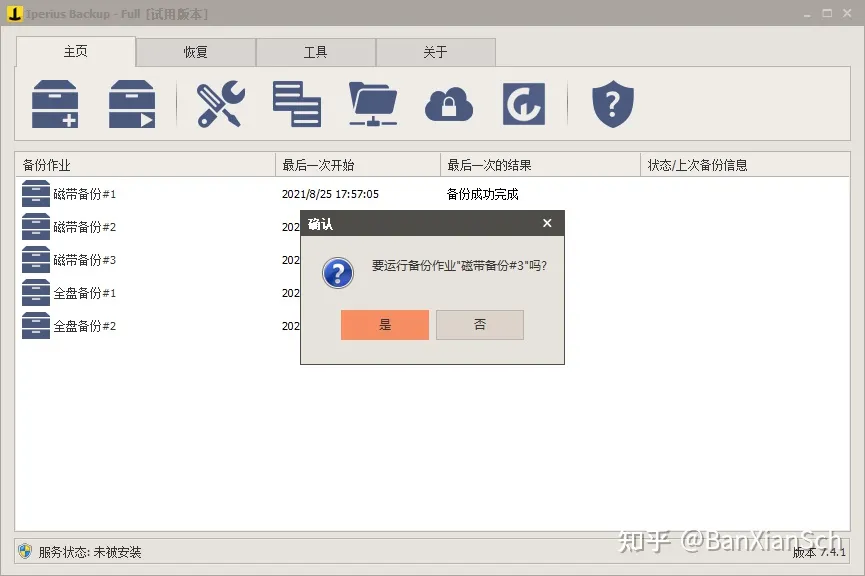 Iperius Backup - Full [试用版本]
主页 恢复 工具 关于
备份作业 最后一次开始 最后一次的结果 状态/上次备份信息
磁带备份#1 2021/8/25 17:57:05 备份成功完成
磁带备份#2 202
磁带备份#3 202
全盘备份#1 202
全盘备份#2 202
确认
要运行备份作业"磁带备份#3"吗?
是 否
服务状态: 未被安装
版本 7.4.1
知乎 @BanXianSch